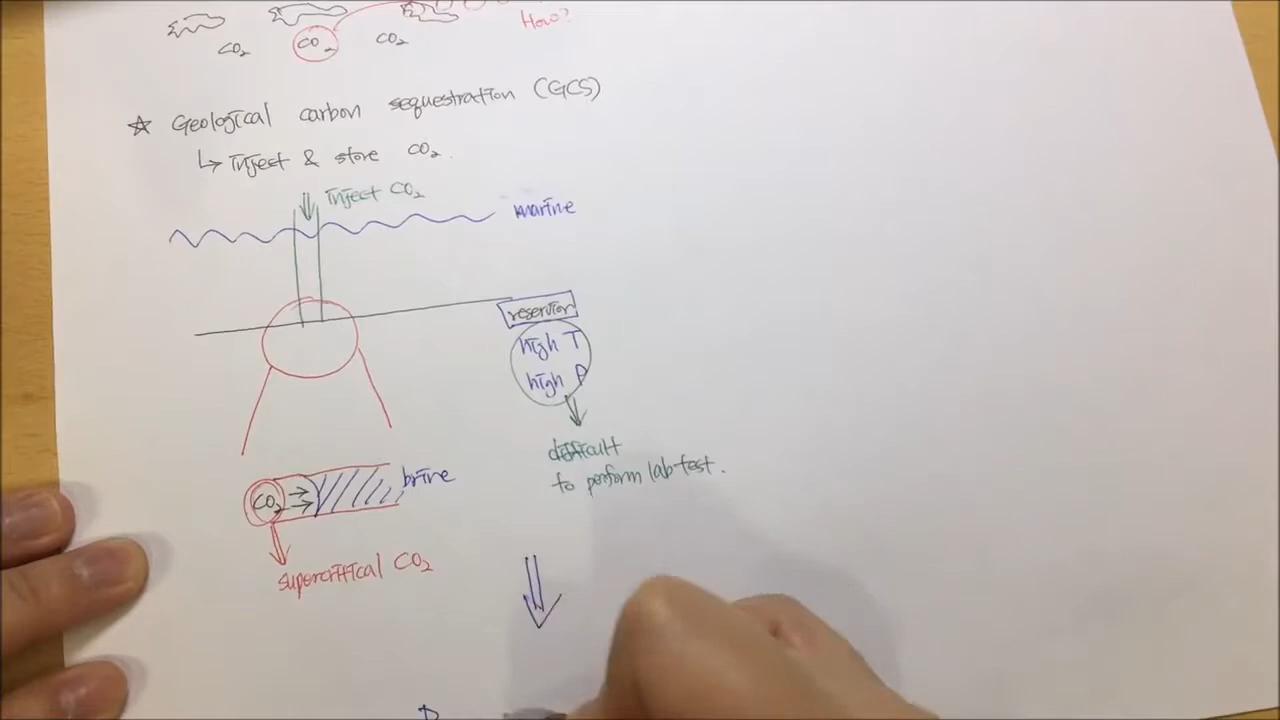 How?
CO2 CO2 CO2
☆ Geological carbon sequestration (GCS)
↳ inject & store CO2.
inject CO2
marine
reservior
high T
high P
difficult
to perform lab test.
CO2 brine
supercritical CO2